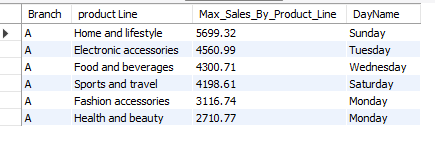 Branch product Line Max_Sales_By_Product_Line DayName
A Home and lifestyle 5699.32 Sunday
A Electronic accessories 4560.99 Tuesday
A Food and beverages 4300.71 Wednesday
A Sports and travel 4198.61 Saturday
A Fashion accessories 3116.74 Monday
A Health and beauty 2710.77 Monday